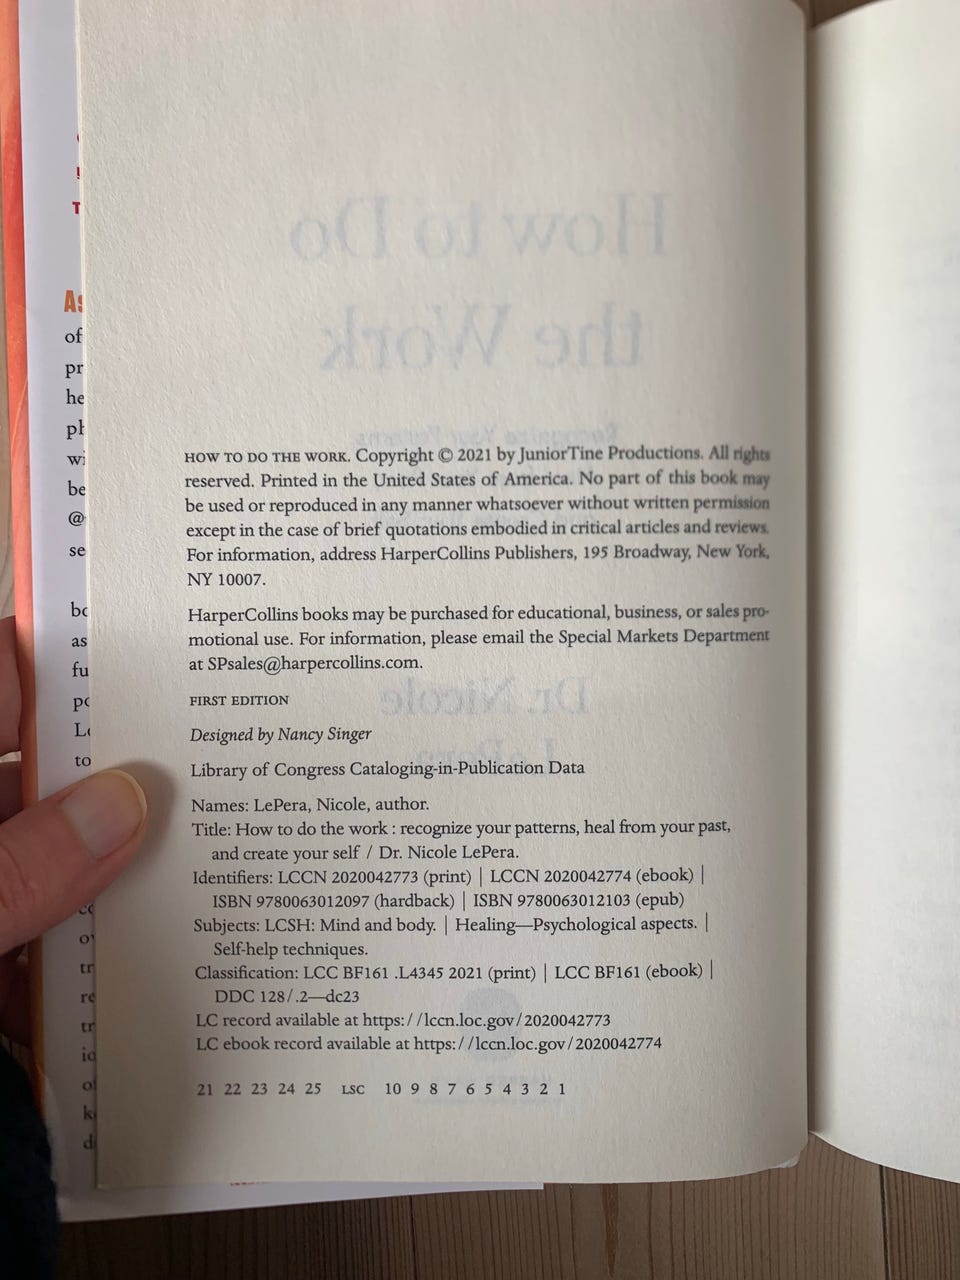 HOW TO DO THE WORK. Copyright © 2021 by JuniorTine Productions. All rights
reserved. Printed in the United States of America. No part of this book may
be used or reproduced in any manner whatsoever without written permission
except in the case of brief quotations embodied in critical articles and reviews.
For information, address HarperCollins Publishers, 195 Broadway, New York,
NY 10007.
HarperCollins books may be purchased for educational, business, or sales pro-
motional use. For information, please email the Special Markets Department
at SPsales@harpercollins.com.
FIRST EDITION
Designed by Nancy Singer
Library of Congress Cataloging-in-Publication Data
Names: LePera, Nicole, author.
Title: How to do the work : recognize your patterns, heal from your past,
and create your self / Dr. Nicole LePera.
Identifiers: LCCN 2020042773 (print) | LCCN 2020042774 (ebook) |
ISBN 9780063012097 (hardback) | ISBN 9780063012103 (epub)
Subjects: LCSH: Mind and body. | Healing—Psychological aspects. |
Self-help techniques.
Classification: LCC BF161 .L4345 2021 (print) | LCC BF161 (ebook) |
DDC 128/.2—dc23
LC record available at https://lccn.loc.gov/2020042773
LC ebook record available at https://lccn.loc.gov/2020042774
21 22 23 24 25 LSC 10 9 8 7 6 5 4 3 2 1
How to Do
the Work
Dr. Nicole
LePera